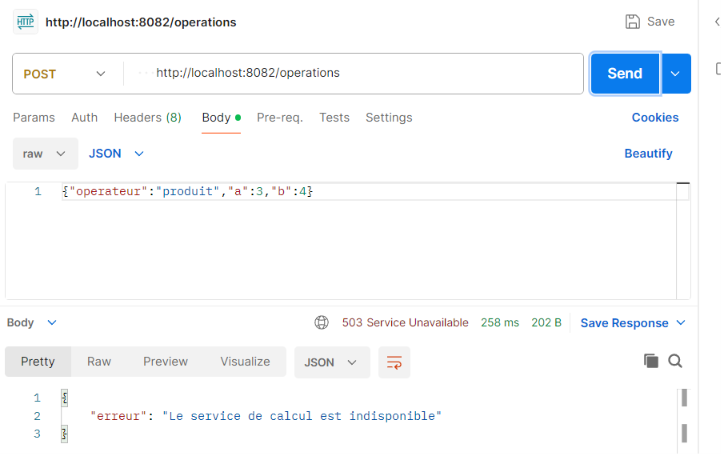 HTTP http://localhost:8082/operations Save
POST http://localhost:8082/operations Send
Params Auth Headers (8) Body Pre-req. Tests Settings Cookies
raw JSON Beautify
1 {"operateur":"produit","a":3,"b":4}
Body 503 Service Unavailable 258 ms 202 B Save Response
Pretty Raw Preview Visualize JSON
1 {
2 "erreur": "Le service de calcul est indisponible"
3 }